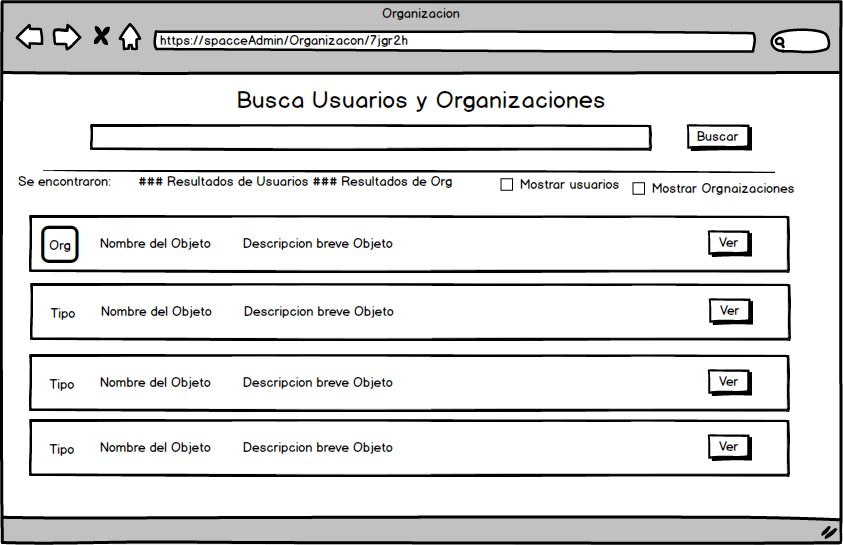 Organizacion
https://spacceAdmin/Organizacon/7jgr2h
Busca Usuarios y Organizaciones
Buscar
Se encontraron: ### Resultados de Usuarios ### Resultados de Org Mostrar usuarios Mostrar Orgnaizaciones
Org Nombre del Objeto Descripcion breve Objeto Ver
Tipo Nombre del Objeto Descripcion breve Objeto Ver
Tipo Nombre del Objeto Descripcion breve Objeto Ver
Tipo Nombre del Objeto Descripcion breve Objeto Ver